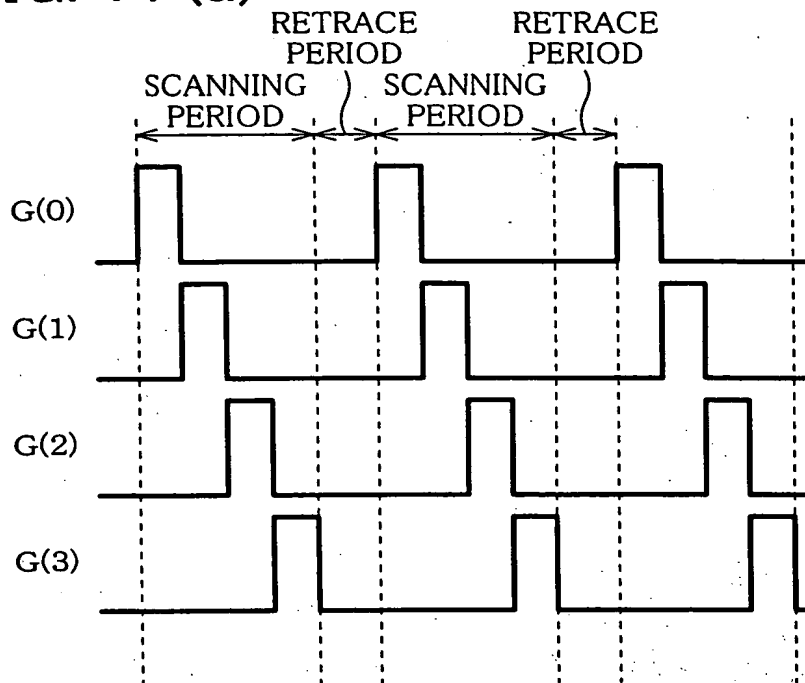 RETRACE
PERIOD
RETRACE
PERIOD
SCANNING
PERIOD
SCANNING
PERIOD
G(0)
G(1)
G(2)
G(3)